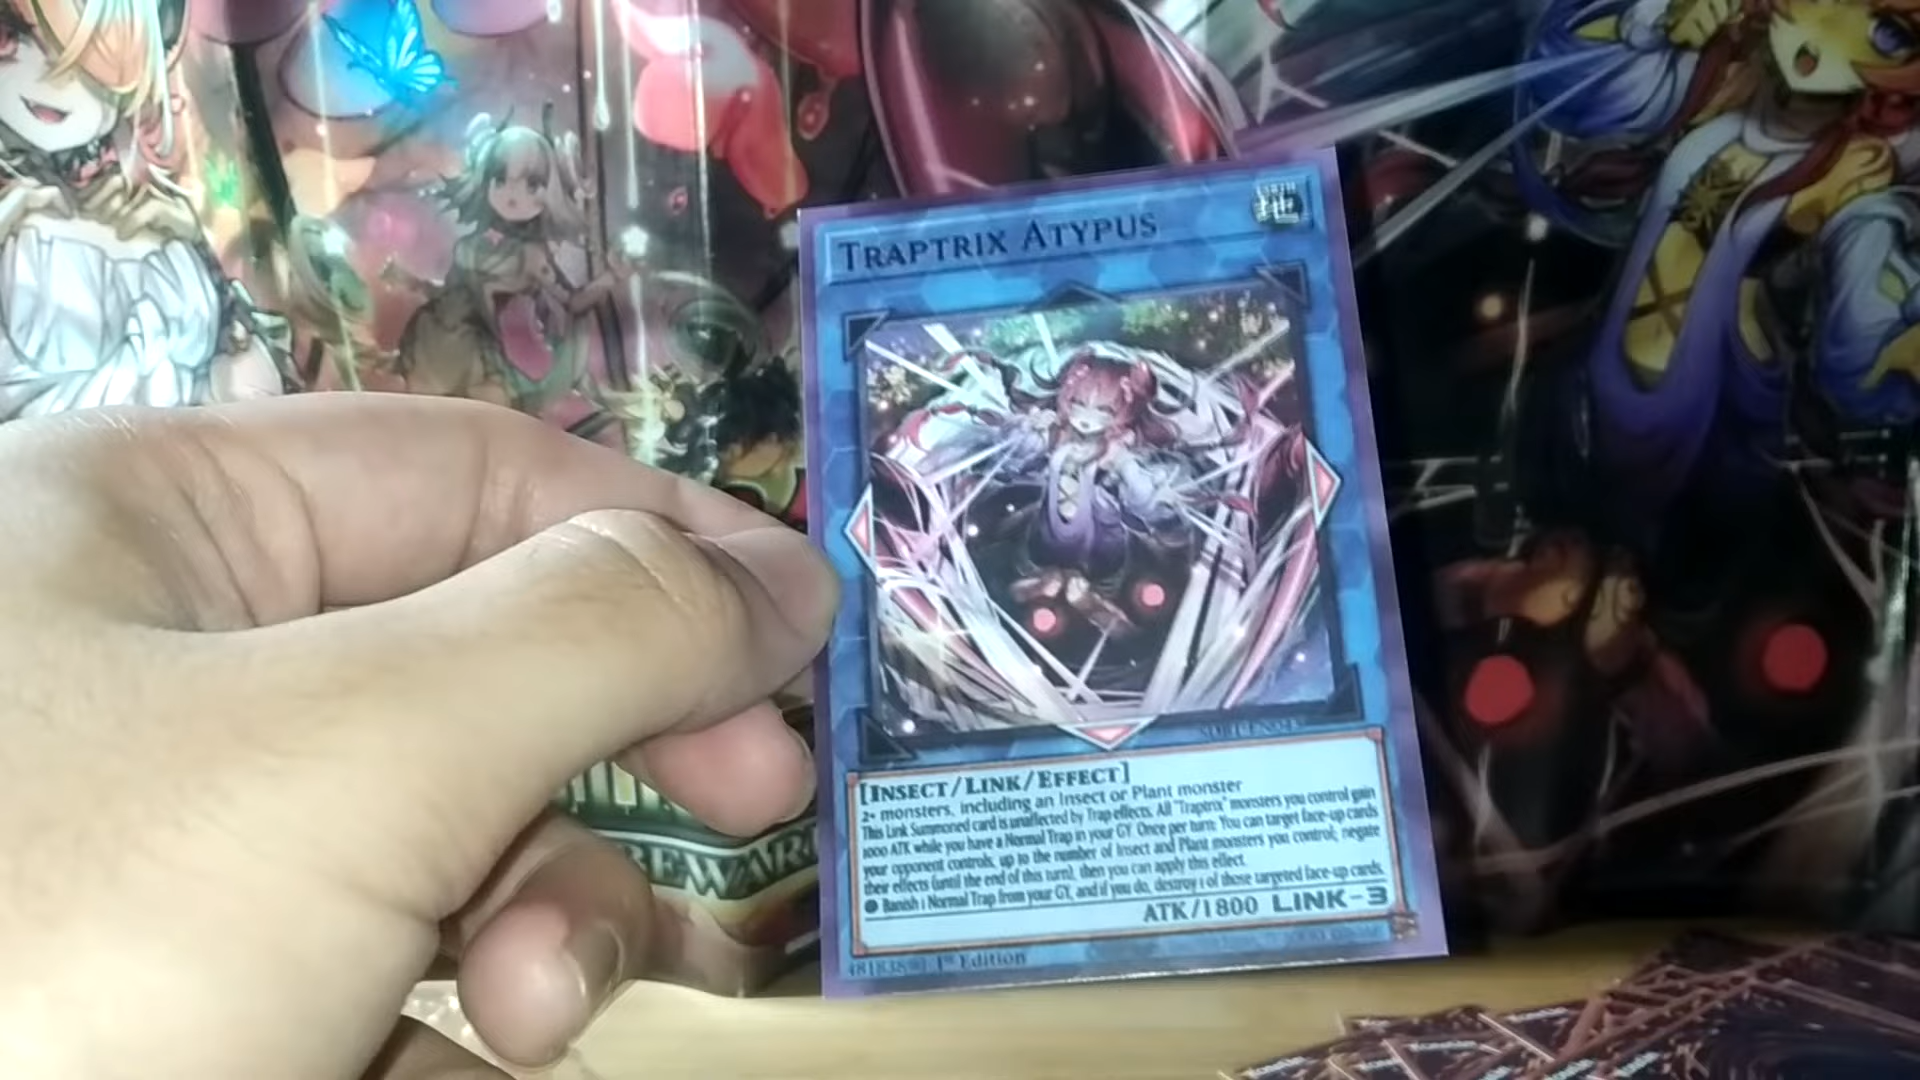 TRAPTRIX ATYPUS
[INSECT/LINK/EFFECT]
2+ monsters, including an Insect or Plant monster
This Link Summoned card is unaffected by Trap effects. All "Traptrix" monsters you control gain
1000 ATK while you have a Normal Trap in your GY. Once per turn: You can target face-up cards
your opponent controls, up to the number of Insect and Plant monsters you control; negate
their effects (until the end of this turn), then you can apply this effect.
● Banish 1 Normal Trap from your GY, and if you do, destroy 1 of those targeted face-up cards.
ATK/1800 LINK-3
1st Edition